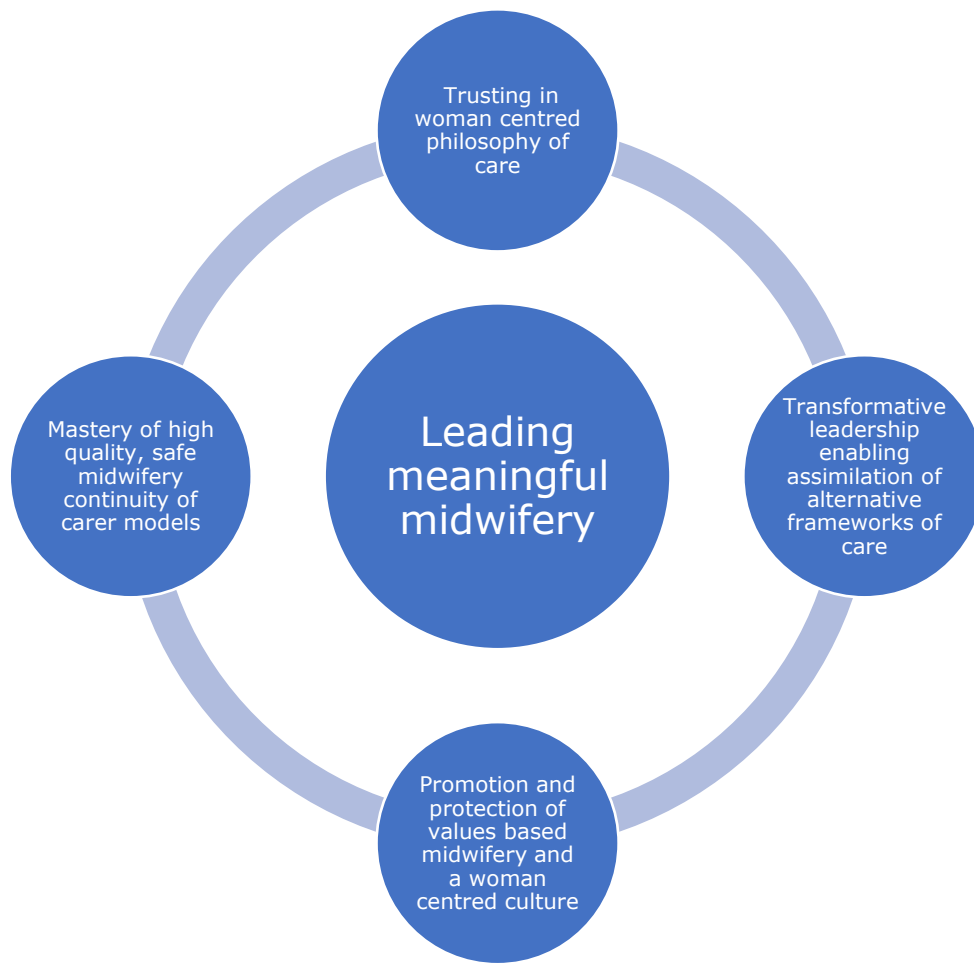 Trusting in
woman centred
philosophy of
care
Transformative
leadership
enabling
assimilation of
alternative
frameworks of
care
Promotion and
protection of
values based
midwifery and
a woman
centred culture
Mastery of high
quality, safe
midwifery
continuity of
carer models
Leading
meaningful
midwifery